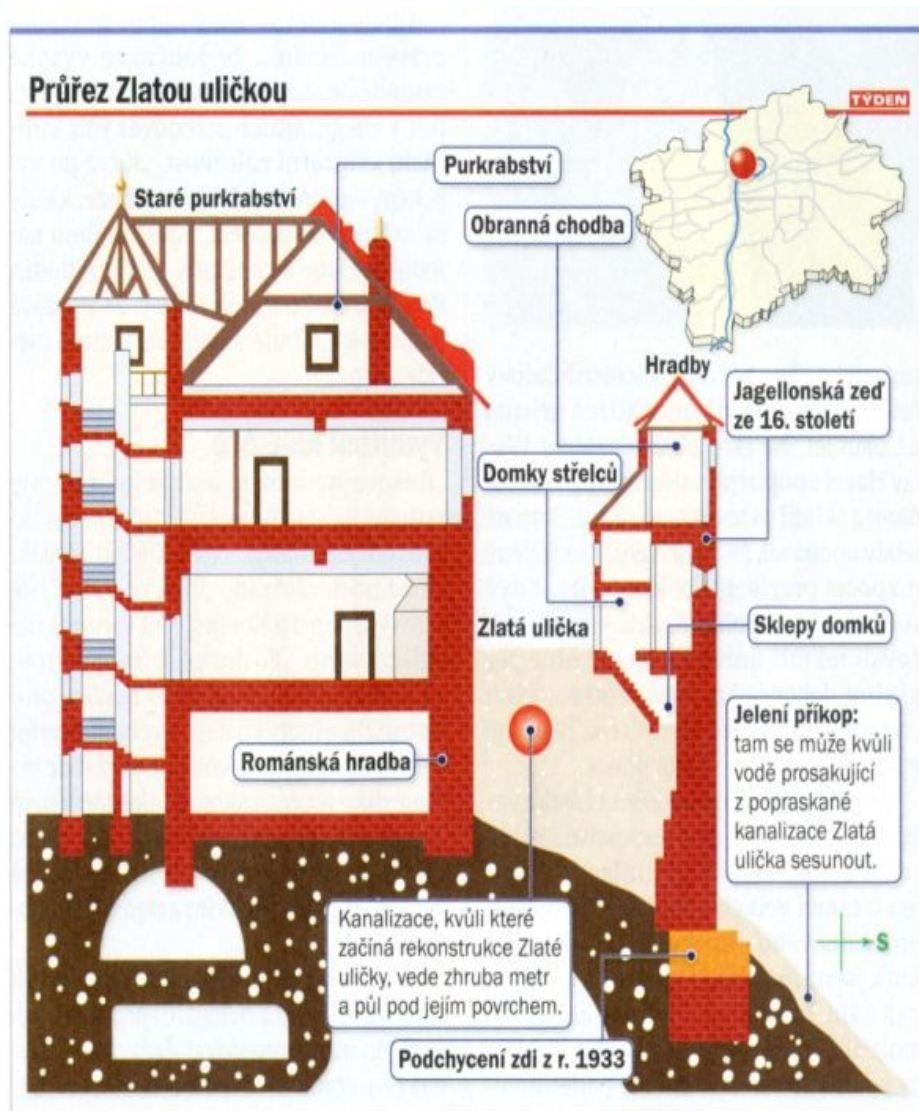 Průřez Zlatou uličkou
TÝDEN
Purkrabství
Staré purkrabství
Obranná chodba
Hradby
Jagellonská zeď
ze 16. století
Domky střelců
Zlatá ulička
Sklepy domků
Jelení příkop:
tam se může kvůli
vodě prosakující
z popraskané
kanalizace Zlatá
ulička sesunout.
Románská hradba
Kanalizace, kvůli které
začíná rekonstrukce Zlaté
uličky, vede zhruba metr
a půl pod jejím povrchem.
S
Podchycení zdi z r. 1933